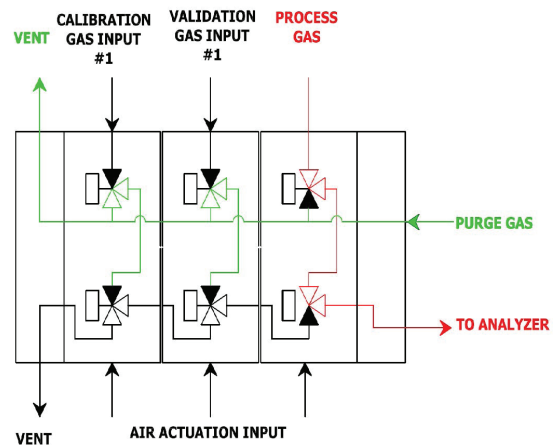 VENT
CALIBRATION
GAS INPUT
#1
VALIDATION
GAS INPUT
#1
PROCESS
GAS
PURGE GAS
TO ANALYZER
VENT
AIR ACTUATION INPUT